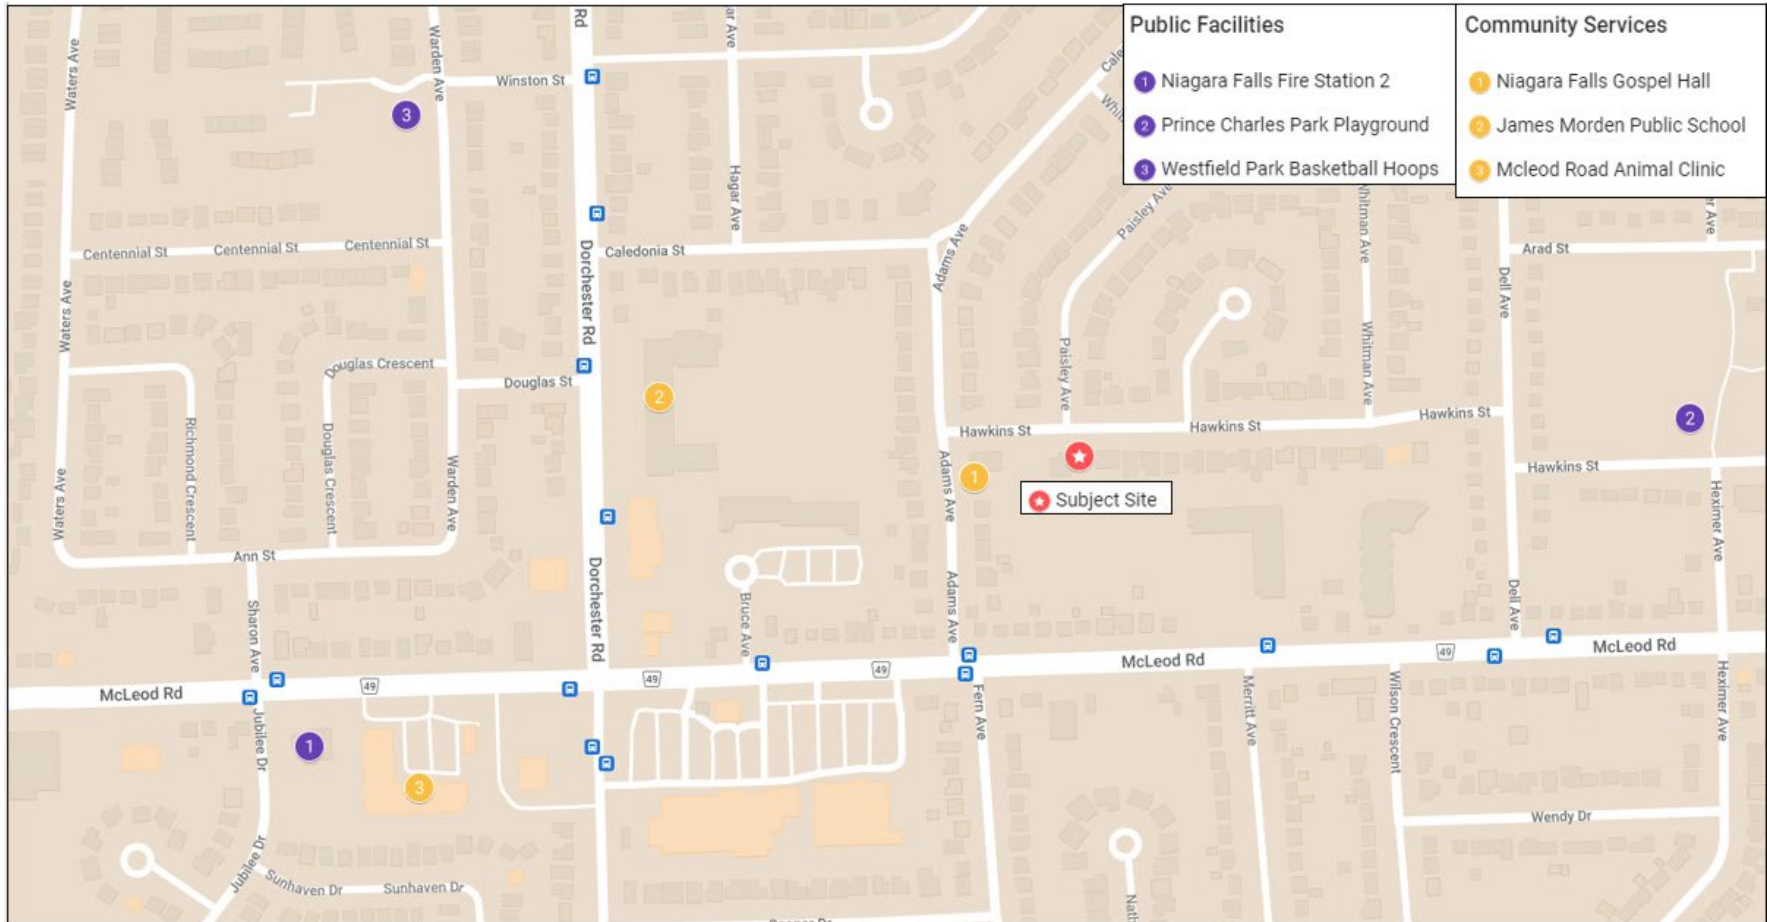 Public Facilities
1 Niagara Falls Fire Station 2
2 Prince Charles Park Playground
3 Westfield Park Basketball Hoops
Community Services
1 Niagara Falls Gospel Hall
2 James Morden Public School
3 Mcleod Road Animal Clinic
Rd
Waters Ave
Warden Ave
Winston St
3
Hagar Ave
Paisley Ave
Whitman Ave
Centennial St
Centennial St
Centennial St
Dorchester Rd
Caledonia St
Adams Ave
Arad St
Dell Ave
Waters Ave
Douglas Crescent
Douglas St
2
Paisley Ave
Whitman Ave
Hawkins St
Hawkins St
Hawkins St
2
Richmond Crescent
Douglas Crescent
Warden Ave
Waters Ave
Adams Ave
1
Subject Site
Hawkins St
Heximer Ave
Ann St
Dorchester Rd
Sharon Ave
Bruce Ave
Adams Ave
Dell Ave
McLeod Rd
49
49
49
McLeod Rd
49
McLeod Rd
Jubilee Dr
1
3
Fern Ave
Merritt Ave
Wilson Crescent
Heximer Ave
Wendy Dr
Jubilee Dr
Sunhaven Dr
Sunhaven Dr